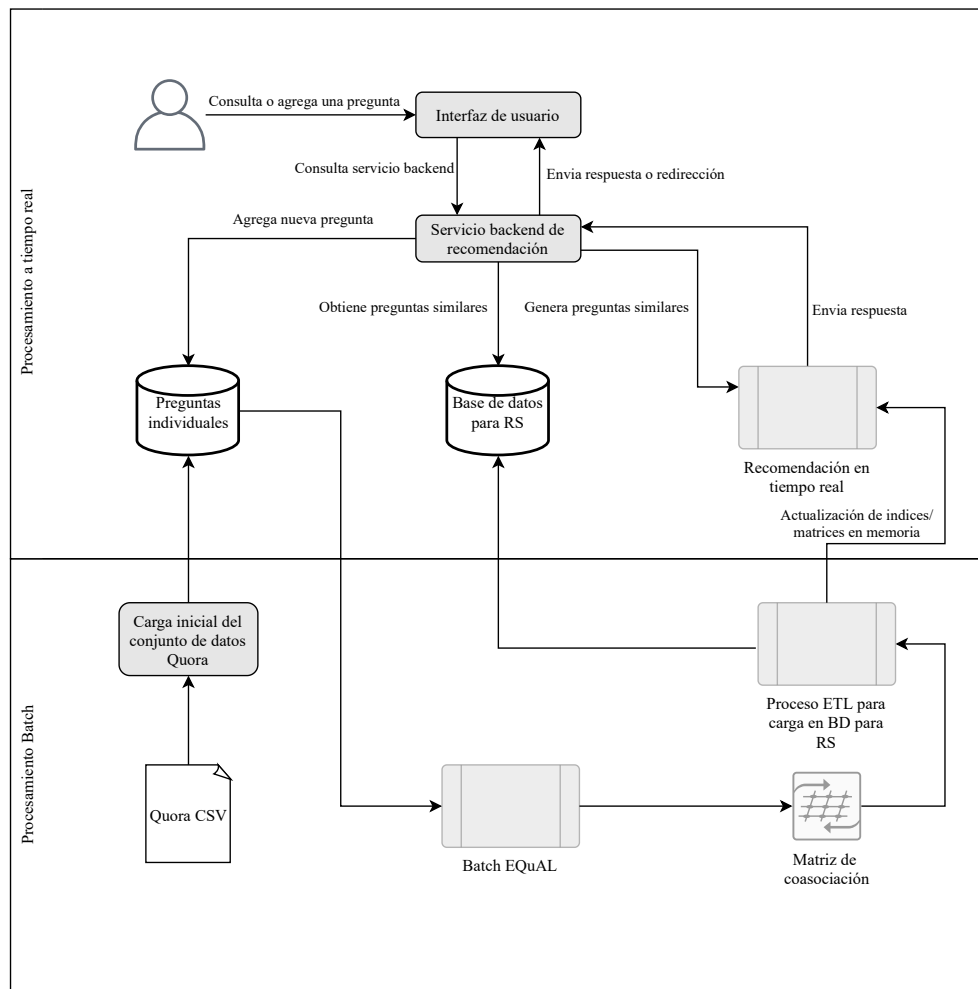 Consulta o agrega una pregunta
Interfaz de usuario
Consulta servicio backend
Envia respuesta o redirección
Procesamiento a tiempo real
Agrega nueva pregunta
Servicio backend de
recomendación
Obtiene preguntas similares
Genera preguntas similares
Envia respuesta
Preguntas
individuales
Base de datos
para RS
Recomendación en
tiempo real
Actualización de indices/
matrices en memoria
Procesamiento Batch
Carga inicial del
conjunto de datos
Quora
Proceso ETL para
carga en BD para
RS
Quora CSV
Batch EQuAL
Matriz de
coasociación